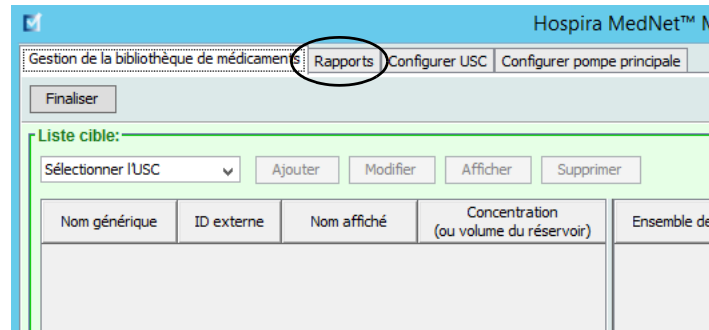 Hospira MedNet™ M
Gestion de la bibliothèque de médicaments Rapports Configurer USC Configurer pompe principale
Finaliser
Liste cible:
Sélectionner l'USC Ajouter Modifier Afficher Supprimer
Nom générique ID externe Nom affiché Concentration (ou volume du réservoir) Ensemble de